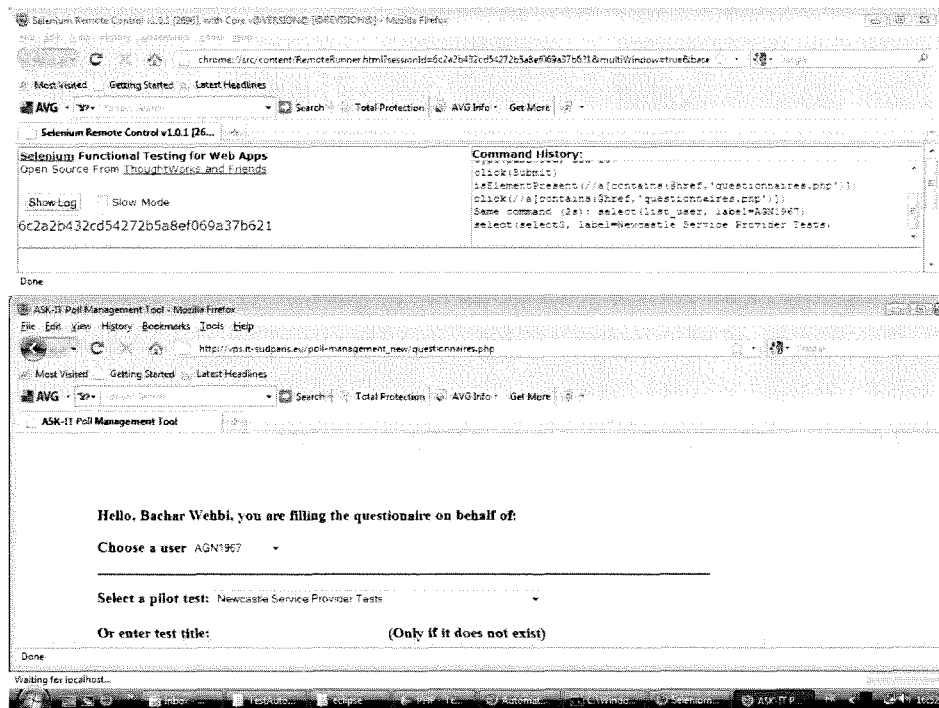 Selenium Remote Control v1.0.1 [2696], with Core v@VERSION@ [@REVISION@] - Mozilla Firefox
chrome://src/content/RemoteRunner.html?sessionId=6c2a2b432cd54272b5a8ef069a37b621&multiWindow=true&base
Most Visited Getting Started Latest Headlines
AVG Search Total Protection AVG Info Get More
Selenium Remote Control v1.0.1 [26...
Selenium Functional Testing for Web Apps
Open Source From ThoughtWorks and Friends
Show Log Slow Mode
6c2a2b432cd54272b5a8ef069a37b621
Command History:
click(Submit)
isElementPresent(//a[contains(@href,'questionnaires.php')])
click(//a[contains(@href,'questionnaires.php')])
Same command (2s): select(list_user, label=AGN1967)
select(select3, label=Newcastle Service Provider Tests)
Done
ASK-IT Poll Management Tool - Mozilla Firefox
File Edit View History Bookmarks Tools Help
http://vps.it-sudparis.eu/poll-management_new/questionnaires.php
Most Visited Getting Started Latest Headlines
AVG Search Total Protection AVG Info Get More
ASK-IT Poll Management Tool
Hello, Bachar Wehbi, you are filling the questionaire on behalf of:
Choose a user AGN1967
Select a pilot test: Newcastle Service Provider Tests
Or enter test title: (Only if it does not exist)
Done
Waiting for localhost...
Inbox - ... TestAuto... eclipse Automat... C:\Windo... Selenium... ASK-IT P...